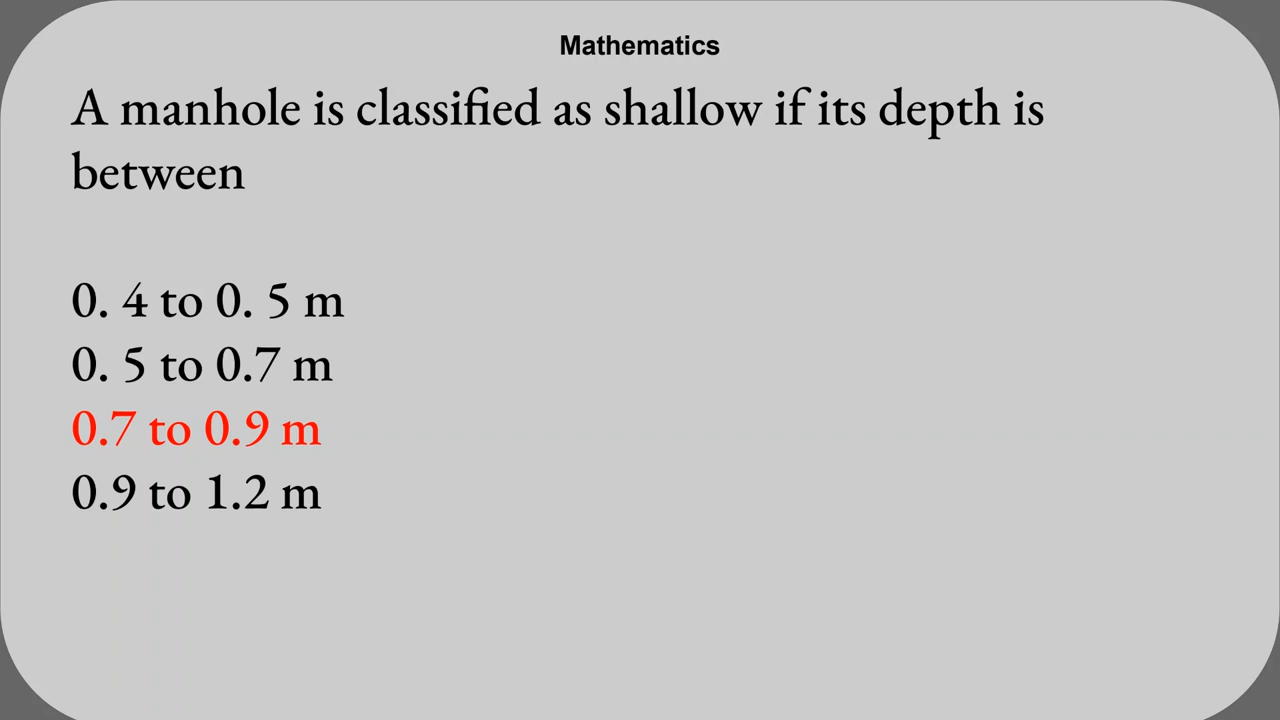 Mathematics
A manhole is classified as shallow if its depth is
between
0. 4 to 0. 5 m
0. 5 to 0.7 m
0.7 to 0.9 m
0.9 to 1.2 m